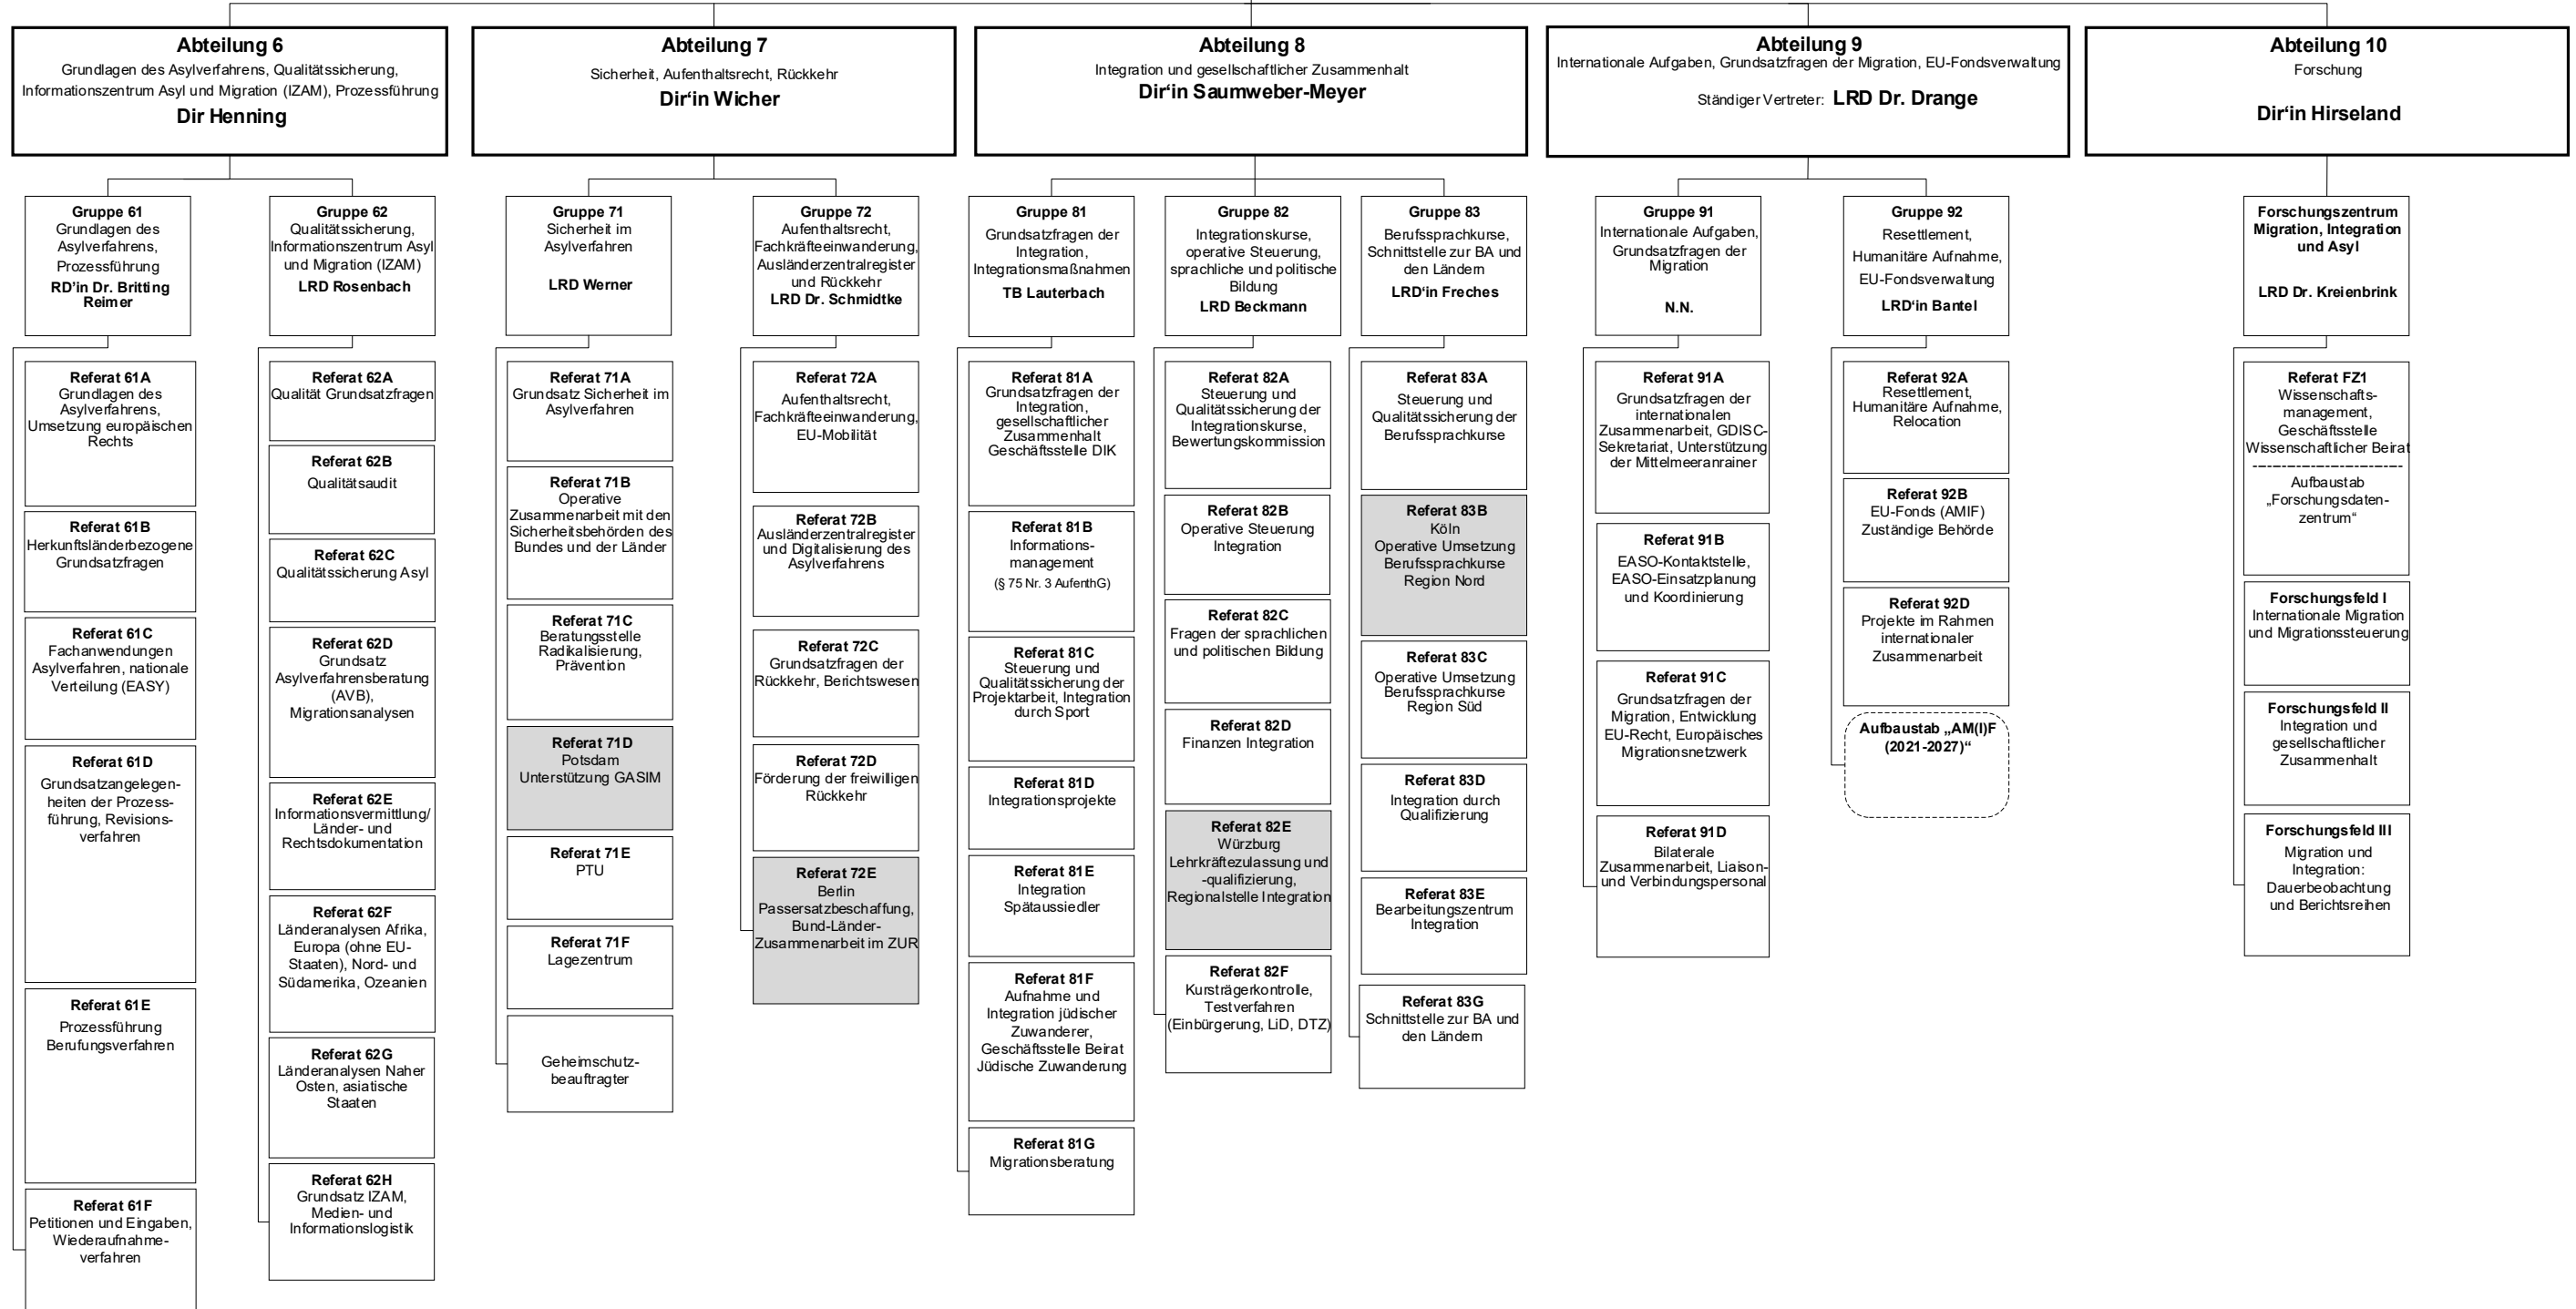 Abteilung 6
Grundlagen des Asylverfahrens, Qualitätssicherung,
Informationszentrum Asyl und Migration (IZAM), Prozessführung
Dir Henning
Abteilung 7
Sicherheit, Aufenthaltsrecht, Rückkehr
Dir‘in Wicher
Abteilung 8
Integration und gesellschaftlicher Zusammenhalt
Dir‘in Saumweber-Meyer
Abteilung 9
Internationale Aufgaben, Grundsatzfragen der Migration, EU-Fondsverwaltung
Ständiger Vertreter: LRD Dr. Drange
Abteilung 10
Forschung
Dir‘in Hirseland
Gruppe 61
Grundlagen des
Asylverfahrens,
Prozessführung
RD’in Dr. Britting
Reimer
Gruppe 62
Qualitätssicherung,
Informationszentrum Asyl
und Migration (IZAM)
LRD Rosenbach
Gruppe 71
Sicherheit im
Asylverfahren
LRD Werner
Gruppe 72
Aufenthaltsrecht,
Fachkräfteeinwanderung,
Ausländerzentralregister
und Rückkehr
LRD Dr. Schmidtke
Gruppe 81
Grundsatzfragen der
Integration,
Integrationsmaßnahmen
TB Lauterbach
Gruppe 82
Integrationskurse,
operative Steuerung,
sprachliche und politische
Bildung
LRD Beckmann
Gruppe 83
Berufssprachkurse,
Schnittstelle zur BA und
den Ländern
LRD‘in Freches
Gruppe 91
Internationale Aufgaben,
Grundsatzfragen der
Migration
N.N.
Gruppe 92
Resettlement,
Humanitäre Aufnahme,
EU-Fondsverwaltung
LRD‘in Bantel
Forschungszentrum
Migration, Integration
und Asyl
LRD Dr. Kreienbrink
Referat 61A
Grundlagen des
Asylverfahrens,
Umsetzung europäischen
Rechts
Referat 61B
Herkunftsländerbezogene
Grundsatzfragen
Referat 61C
Fachanwendungen
Asylverfahren, nationale
Verteilung (EASY)
Referat 61D
Grundsatzangelegen-
heiten der Prozess-
führung, Revisions-
verfahren
Referat 61E
Prozessführung
Berufungsverfahren
Referat 61F
Petitionen und Eingaben,
Wiederaufnahme-
verfahren
Referat 62A
Qualität Grundsatzfragen
Referat 62B
Qualitätsaudit
Referat 62C
Qualitätssicherung Asyl
Referat 62D
Grundsatz
Asylverfahrensberatung
(AVB),
Migrationsanalysen
Referat 62E
Informationsvermittlung/
Länder- und
Rechtsdokumentation
Referat 62F
Länderanalysen Afrika,
Europa (ohne EU-
Staaten), Nord- und
Südamerika, Ozeanien
Referat 62G
Länderanalysen Naher
Osten, asiatische
Staaten
Referat 62H
Grundsatz IZAM,
Medien- und
Informationslogistik
Referat 71A
Grundsatz Sicherheit im
Asylverfahren
Referat 71B
Operative
Zusammenarbeit mit den
Sicherheitsbehörden des
Bundes und der Länder
Referat 71C
Beratungsstelle
Radikalisierung,
Prävention
Referat 71D
Potsdam
Unterstützung GASIM
Referat 71E
PTU
Referat 71F
Lagezentrum
Geheimschutz-
beauftragter
Referat 72A
Aufenthaltsrecht,
Fachkräfteeinwanderung,
EU-Mobilität
Referat 72B
Ausländerzentralregister
und Digitalisierung des
Asylverfahrens
Referat 72C
Grundsatzfragen der
Rückkehr, Berichtswesen
Referat 72D
Förderung der freiwilligen
Rückkehr
Referat 72E
Berlin
Passersatzbeschaffung,
Bund-Länder-
Zusammenarbeit im ZUR
Referat 81A
Grundsatzfragen der
Integration,
gesellschaftlicher
Zusammenhalt
Geschäftsstelle DIK
Referat 81B
Informations-
management
(§ 75 Nr. 3 AufenthG)
Referat 81C
Steuerung und
Qualitätssicherung der
Projektarbeit, Integration
durch Sport
Referat 81D
Integrationsprojekte
Referat 81E
Integration
Spätaussiedler
Referat 81F
Aufnahme und
Integration jüdischer
Zuwanderer,
Geschäftsstelle Beirat
Jüdische Zuwanderung
Referat 81G
Migrationsberatung
Referat 82A
Steuerung und
Qualitätssicherung der
Integrationskurse,
Bewertungskommission
Referat 82B
Operative Steuerung
Integration
Referat 82C
Fragen der sprachlichen
und politischen Bildung
Referat 82D
Finanzen Integration
Referat 82E
Würzburg
Lehrkräftezulassung und
-qualifizierung,
Regionalstelle Integration
Referat 82F
Kursträgerkontrolle,
Testverfahren
(Einbürgerung, LiD, DTZ)
Referat 83A
Steuerung und
Qualitätssicherung der
Berufssprachkurse
Referat 83B
Köln
Operative Umsetzung
Berufssprachkurse
Region Nord
Referat 83C
Operative Umsetzung
Berufssprachkurse
Region Süd
Referat 83D
Integration durch
Qualifizierung
Referat 83E
Bearbeitungszentrum
Integration
Referat 83G
Schnittstelle zur BA und
den Ländern
Referat 91A
Grundsatzfragen der
internationalen
Zusammenarbeit, GDISC-
Sekretariat, Unterstützung
der Mittelmeeranrainer
Referat 91B
EASO-Kontaktstelle,
EASO-Einsatzplanung
und Koordinierung
Referat 91C
Grundsatzfragen der
Migration, Entwicklung
EU-Recht, Europäisches
Migrationsnetzwerk
Referat 91D
Bilaterale
Zusammenarbeit, Liaison-
und Verbindungspersonal
Referat 92A
Resettlement,
Humanitäre Aufnahme,
Relocation
Referat 92B
EU-Fonds (AMIF)
Zuständige Behörde
Referat 92D
Projekte im Rahmen
internationaler
Zusammenarbeit
Aufbaustab „AM(I)F
(2021-2027)“
Referat FZ1
Wissenschafts-
management,
Geschäftsstelle
Wissenschaftlicher Beirat
Aufbaustab
„Forschungsdaten-
zentrum“
Forschungsfeld I
Internationale Migration
und Migrationssteuerung
Forschungsfeld II
Integration und
gesellschaftlicher
Zusammenhalt
Forschungsfeld III
Migration und
Integration:
Dauerbeobachtung
und Berichtsreihen